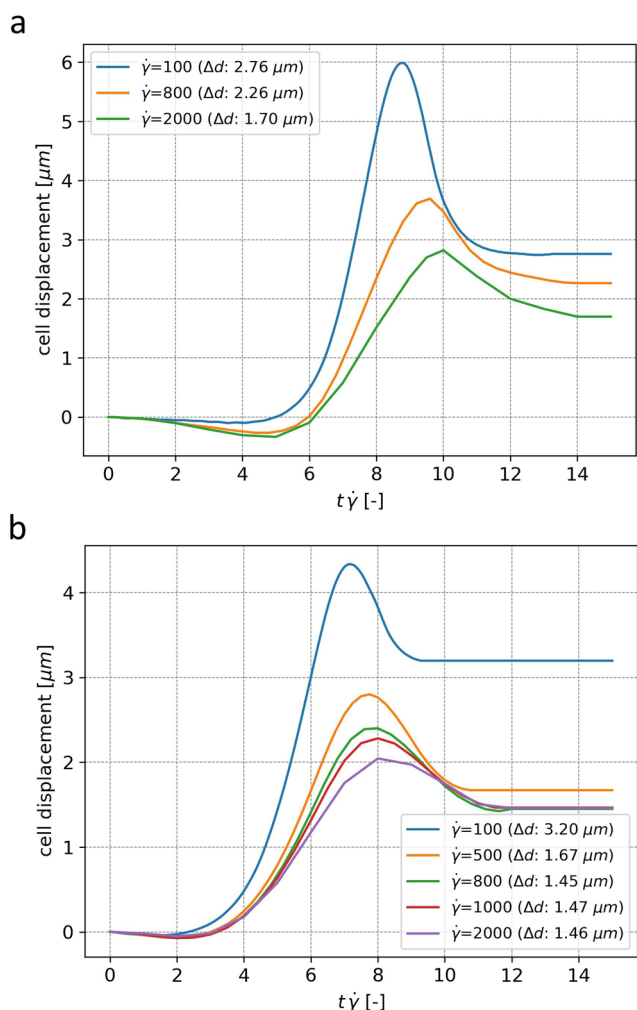 a
6
5
4
3
2
1
0
cell displacement [μm]
γ̇=100 (Δd: 2.76 μm)
γ̇=800 (Δd: 2.26 μm)
γ̇=2000 (Δd: 1.70 μm)
0 2 4 6 8 10 12 14
t γ̇ [-]
b
4
3
2
1
0
cell displacement [μm]
γ̇=100 (Δd: 3.20 μm)
γ̇=500 (Δd: 1.67 μm)
γ̇=800 (Δd: 1.45 μm)
γ̇=1000 (Δd: 1.47 μm)
γ̇=2000 (Δd: 1.46 μm)
0 2 4 6 8 10 12 14
t γ̇ [-]